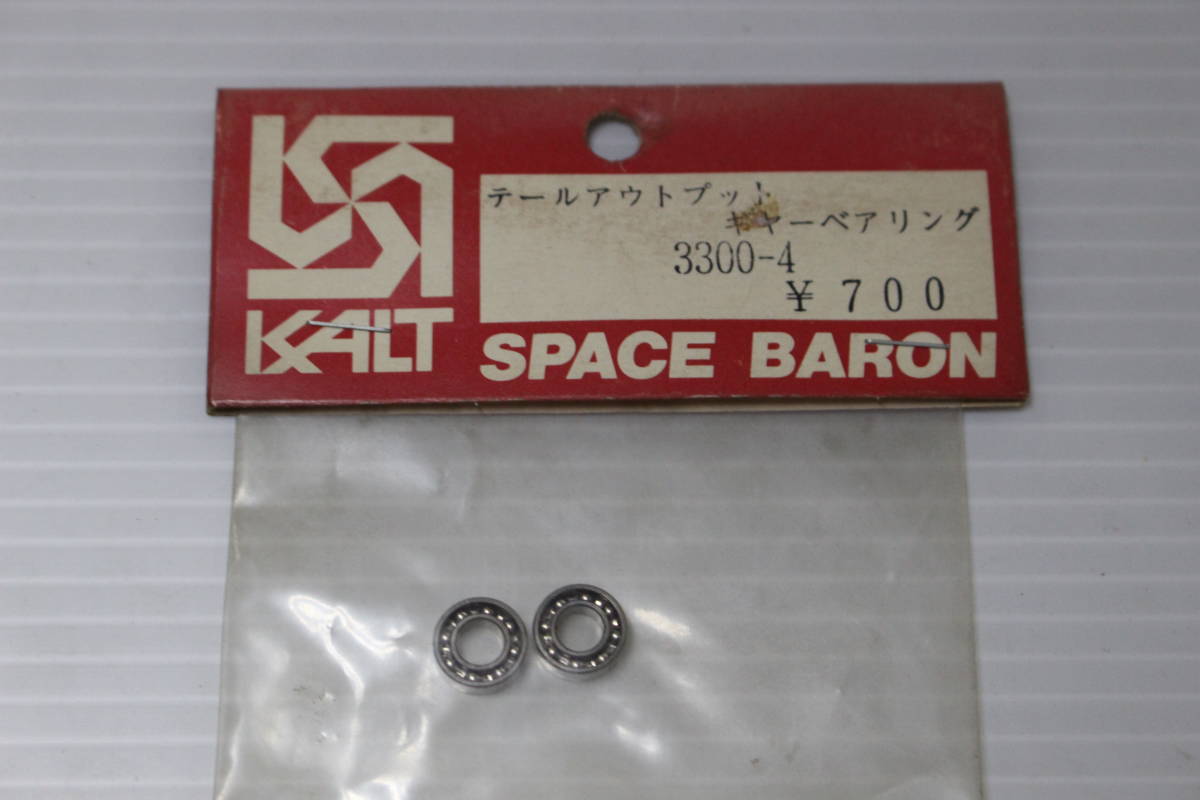 テールアウトプット
ギヤーベアリング
3300-4
¥700
KALT
SPACE BARON